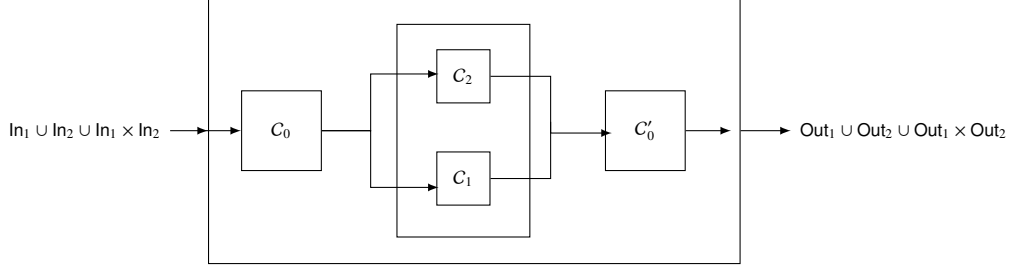 C₂
In₁ ∪ In₂ ∪ In₁ × In₂ C₀ C′₀ Out₁ ∪ Out₂ ∪ Out₁ × Out₂
C₁